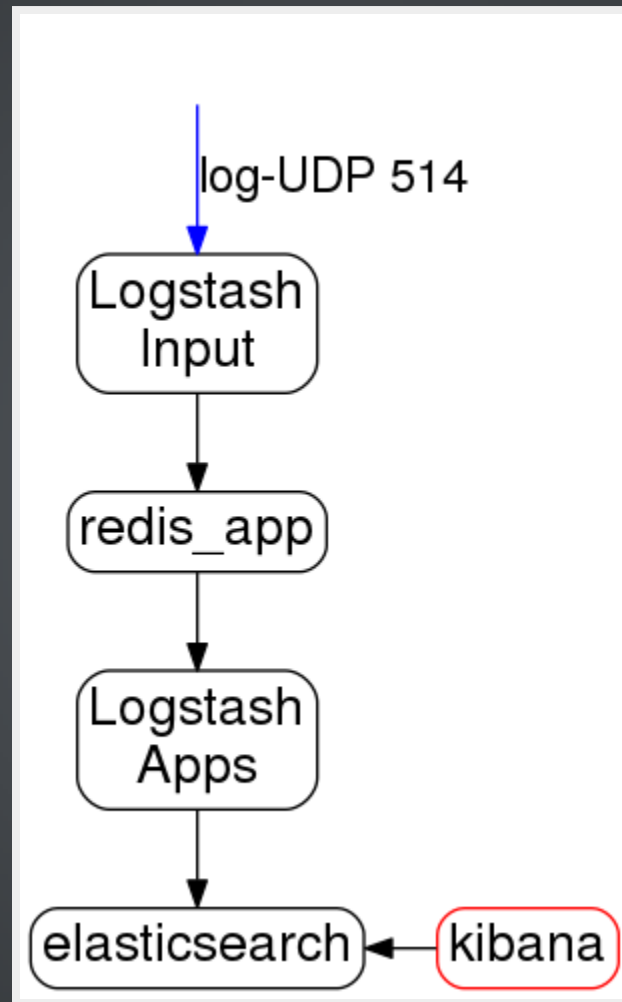 log-UDP 514
Logstash
Input
redis_app
Logstash
Apps
elasticsearch
kibana